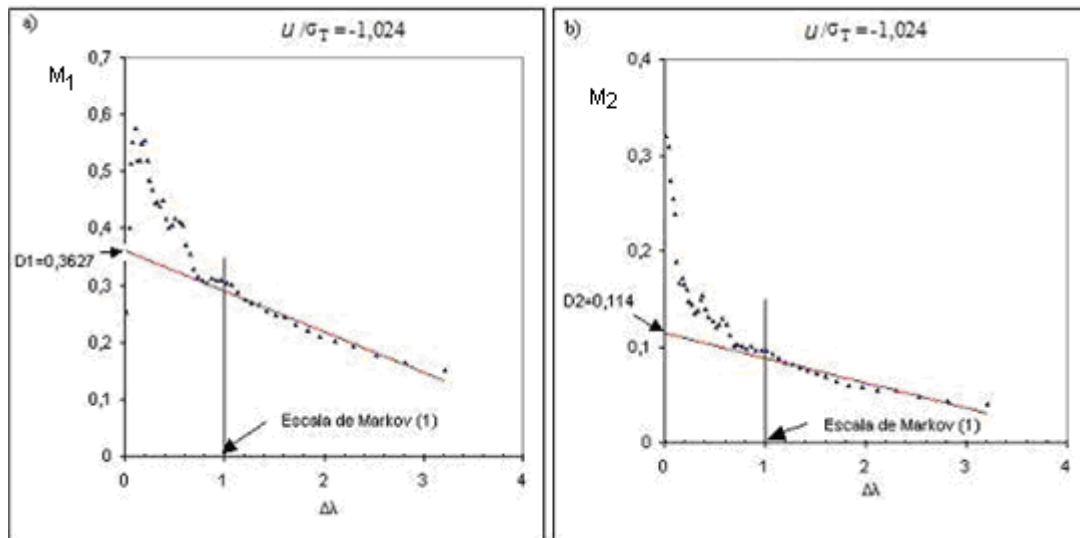 a)
u/σT = -1,024
M1
0,7
0,6
0,5
0,4
0,3
0,2
0,1
0
D1=0,3627
Escala de Markov (1)
0 1 2 3 4
Δλ
b)
u/σT = -1,024
M2
0,4
0,3
0,2
0,1
0
D2=0,114
Escala de Markov (1)
0 1 2 3 4
Δλ